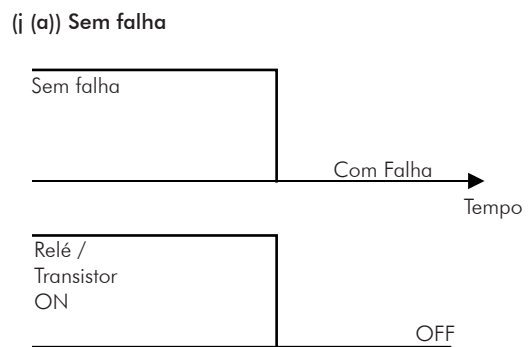 (j (a)) Sem falha
Sem falha
Com Falha
Tempo
Relé /
Transistor
ON
OFF